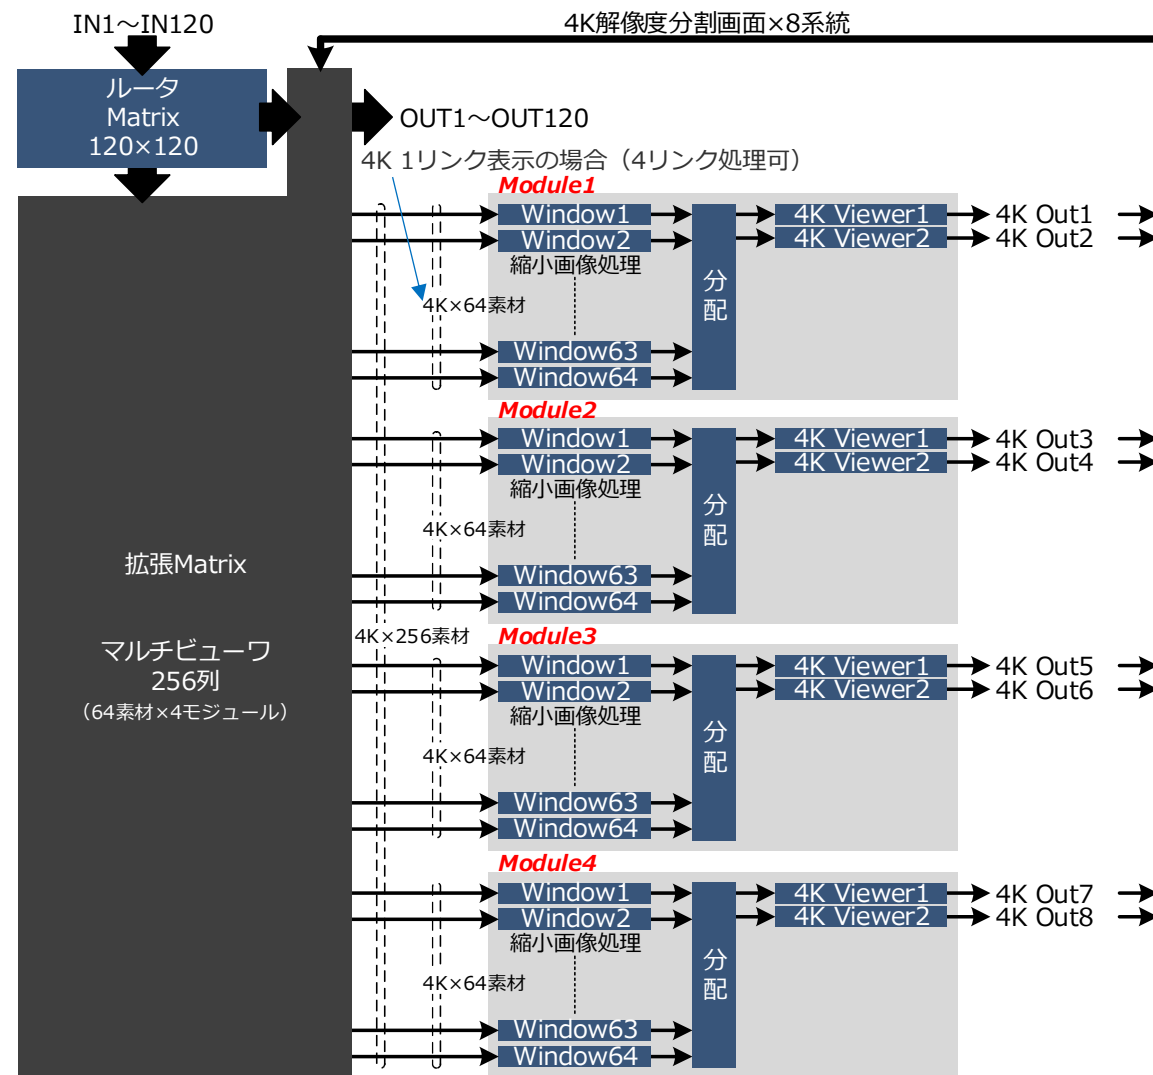 IN1～IN120
4K解像度分割画面×8系統
ルータ
Matrix
120×120
OUT1～OUT120
4K 1リンク表示の場合（4リンク処理可）
Module1
Window1
4K Viewer1
4K Out1
Window2
4K Viewer2
4K Out2
縮小画像処理
分配
4K×64素材
Window63
Window64
Module2
Window1
4K Viewer1
4K Out3
Window2
4K Viewer2
4K Out4
縮小画像処理
分配
4K×64素材
拡張Matrix
Window63
Window64
4K×256素材
マルチビューワ
256列
（64素材×4モジュール）
Module3
Window1
4K Viewer1
4K Out5
Window2
4K Viewer2
4K Out6
縮小画像処理
分配
4K×64素材
Window63
Window64
Module4
Window1
4K Viewer1
4K Out7
Window2
4K Viewer2
4K Out8
縮小画像処理
分配
4K×64素材
Window63
Window64